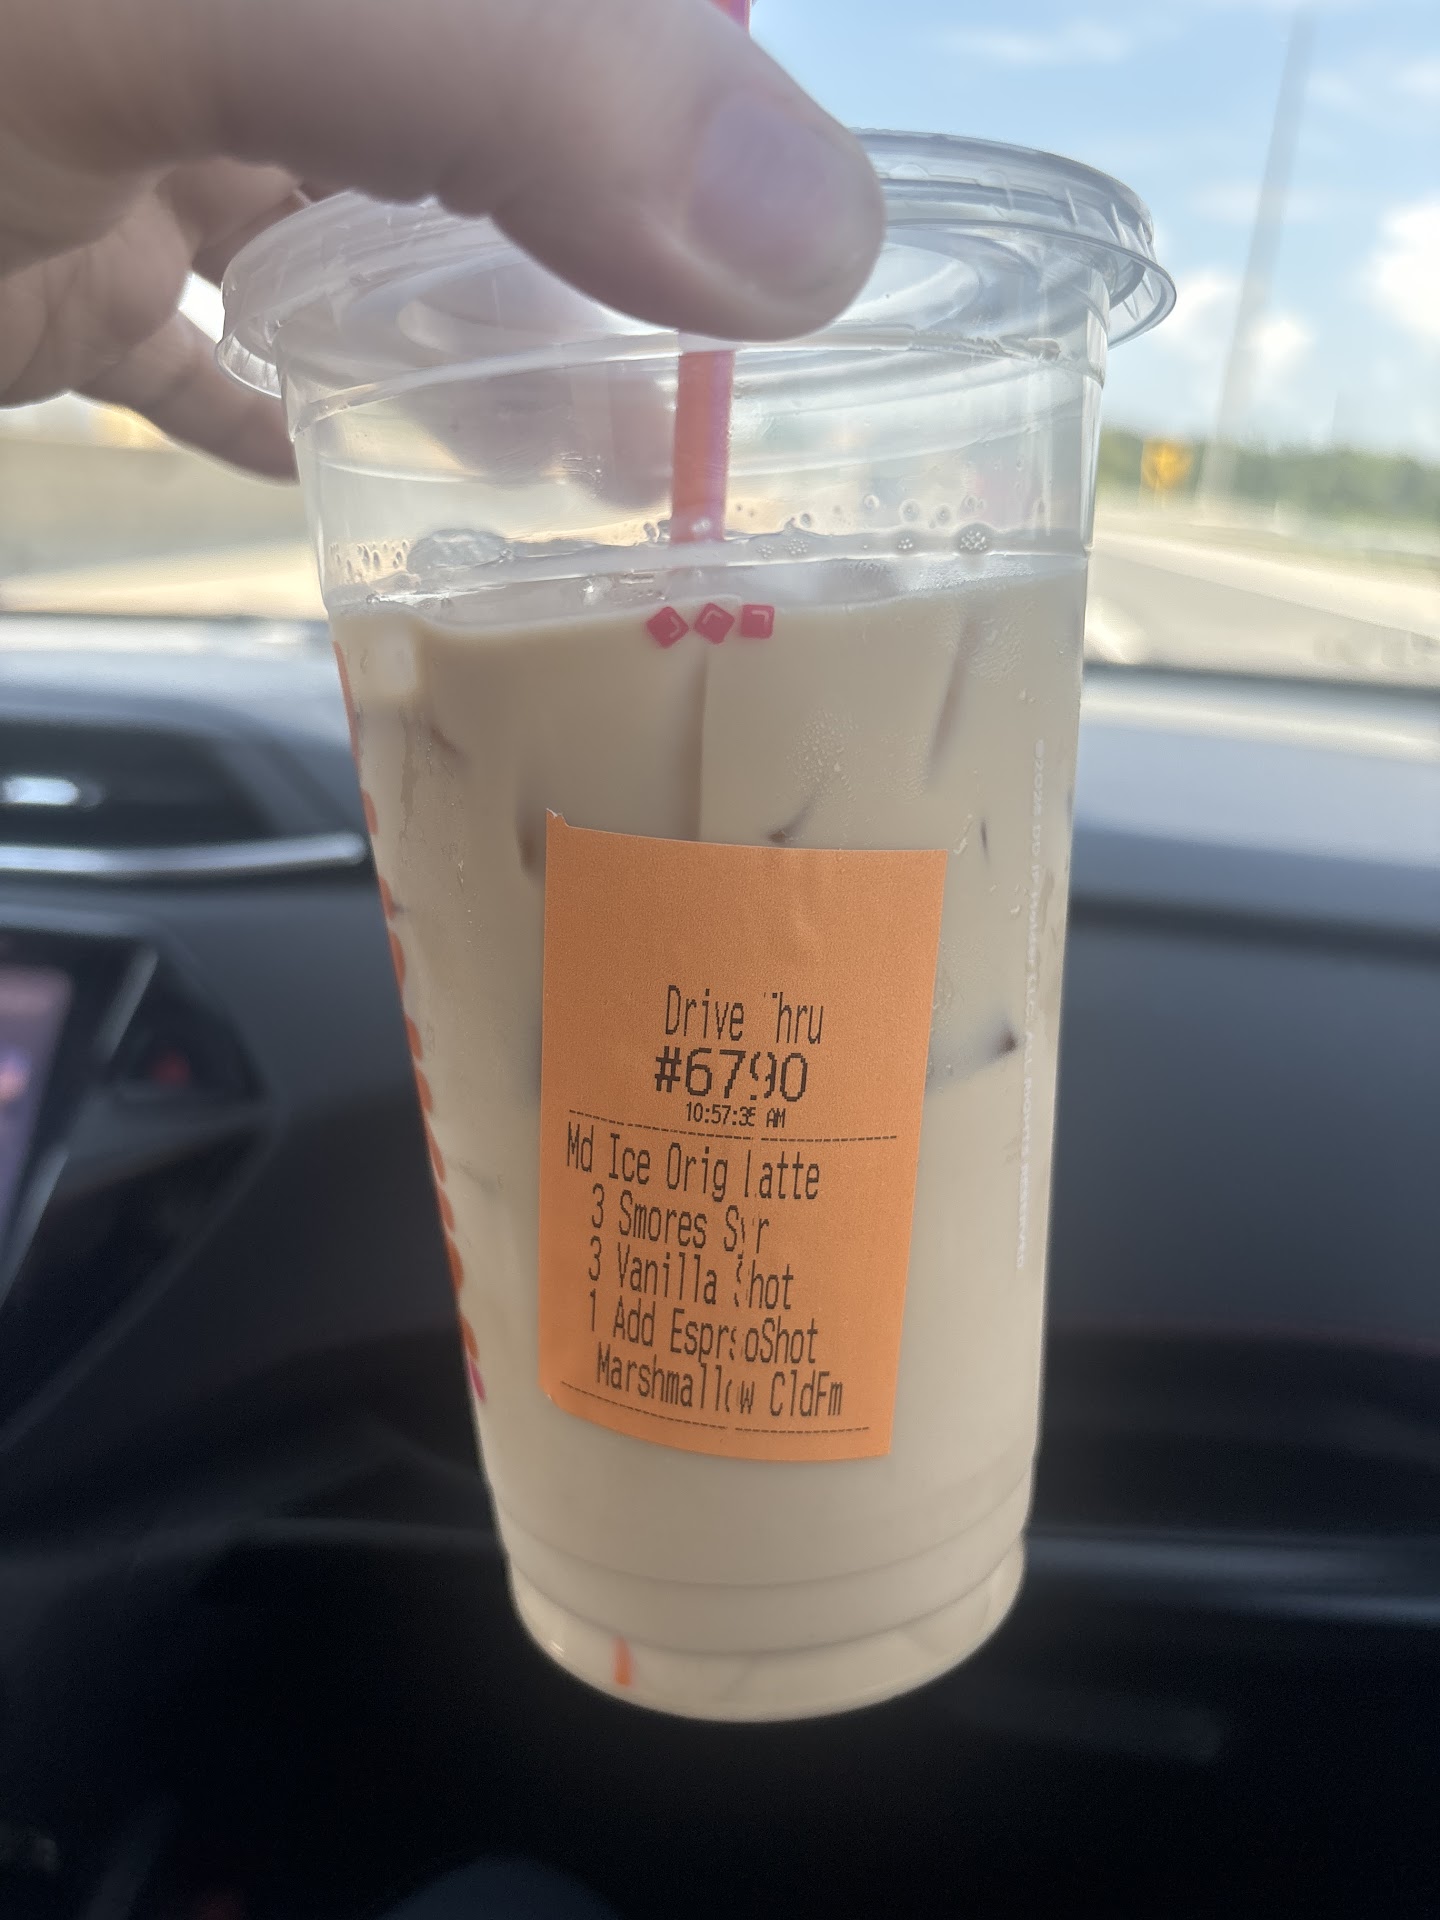 Drive Thru
#6790
10:57:35 AM
Md Ice Orig Latte
3 Smores Syr
3 Vanilla Shot
1 Add EsprsoShot
Marshmallow CldFm